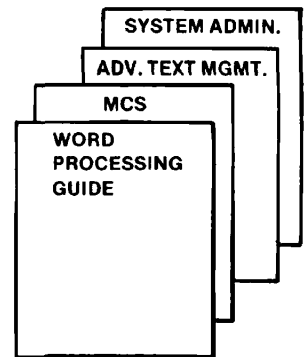 SYSTEM ADMIN.
ADV. TEXT MGMT.
MCS
WORD
PROCESSING
GUIDE